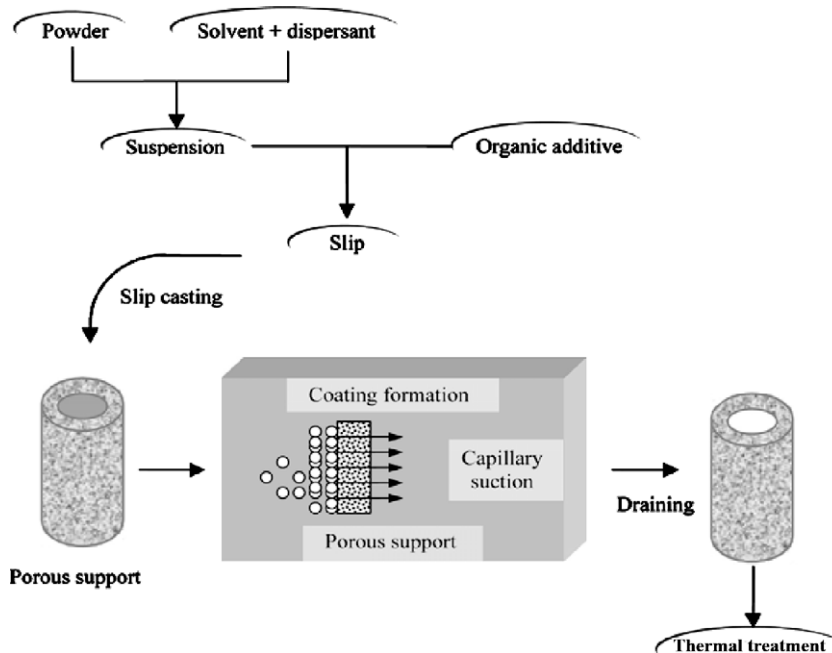 Powder
Solvent + dispersant
Suspension
Organic additive
Slip
Slip casting
Coating formation
Capillary
suction
Draining
Porous support
Porous support
Thermal treatment